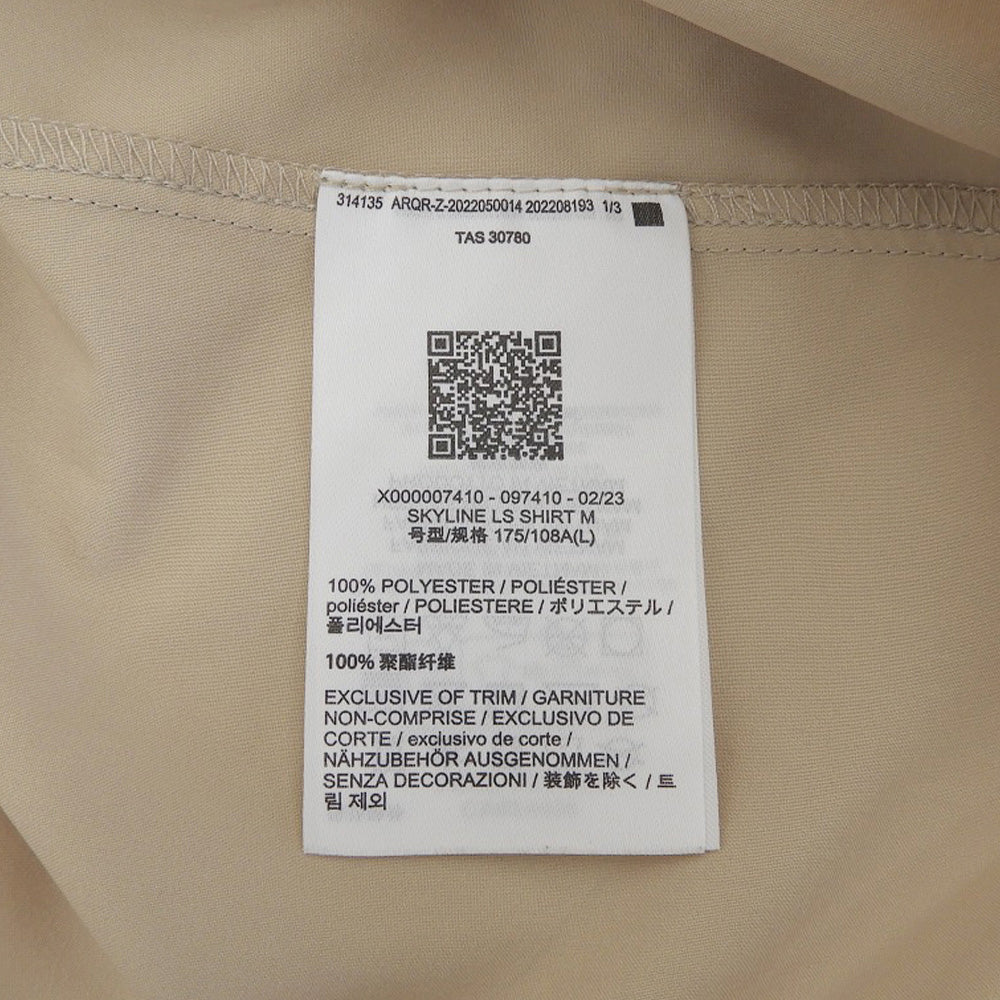 314135 ARQR-Z-2022050014 202208193 1/3
TAS 30780
X000007410 - 097410 - 02/23
SKYLINE LS SHIRT M
号型/规格 175/108A(L)
100% POLYESTER / POLIÉSTER /
poliéster / POLIESTERE / ポリエステル /
폴리에스터
100% 聚酯纤维
EXCLUSIVE OF TRIM / GARNITURE
NON-COMPRISE / EXCLUSIVO DE
CORTE / exclusivo de corte /
NÄHZUBEHÖR AUSGENOMMEN /
SENZA DECORAZIONI / 装飾を除く / 트
림 제외